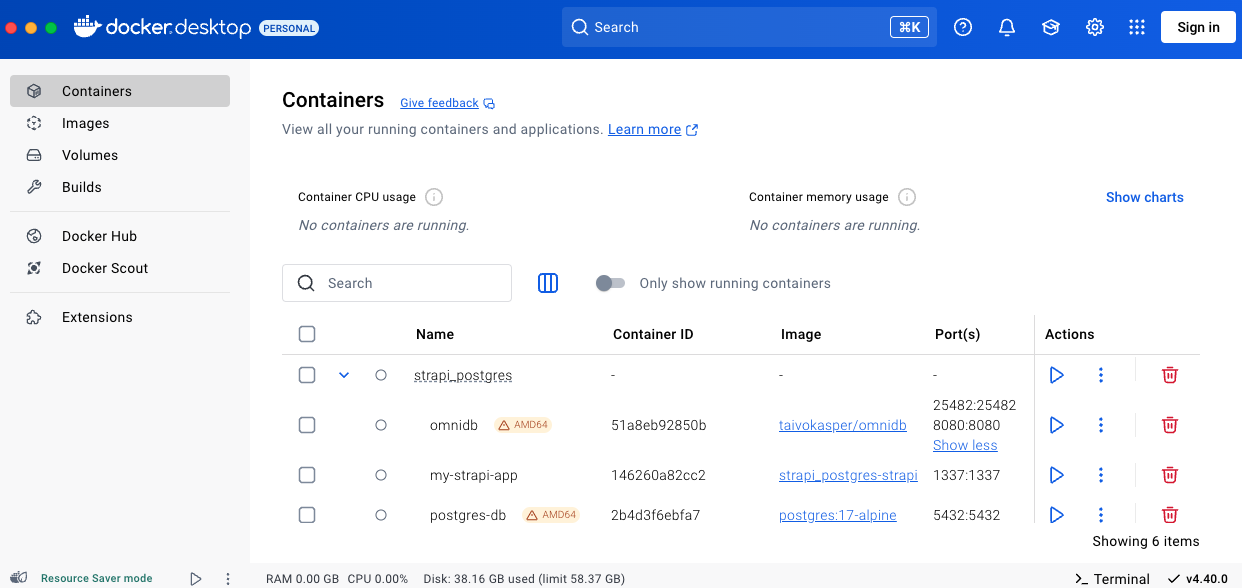 docker.desktop PERSONAL
Search ⌘K
Sign in
Containers
Images
Volumes
Builds
Docker Hub
Docker Scout
Extensions
Containers Give feedback
View all your running containers and applications. Learn more
Container CPU usage
No containers are running.
Container memory usage
No containers are running.
Show charts
Search
Only show running containers
Name Container ID Image Port(s) Actions
strapi_postgres - - -
omnidb AMD64 51a8eb92850b taivokasper/omnidb 25482:25482
8080:8080
Show less
my-strapi-app 146260a82cc2 strapi_postgres-strapi 1337:1337
postgres-db AMD64 2b4d3f6ebfa7 postgres:17-alpine 5432:5432
Showing 6 items
Resource Saver mode RAM 0.00 GB CPU 0.00% Disk: 38.16 GB used (limit 58.37 GB) >_ Terminal ✓ v4.40.0